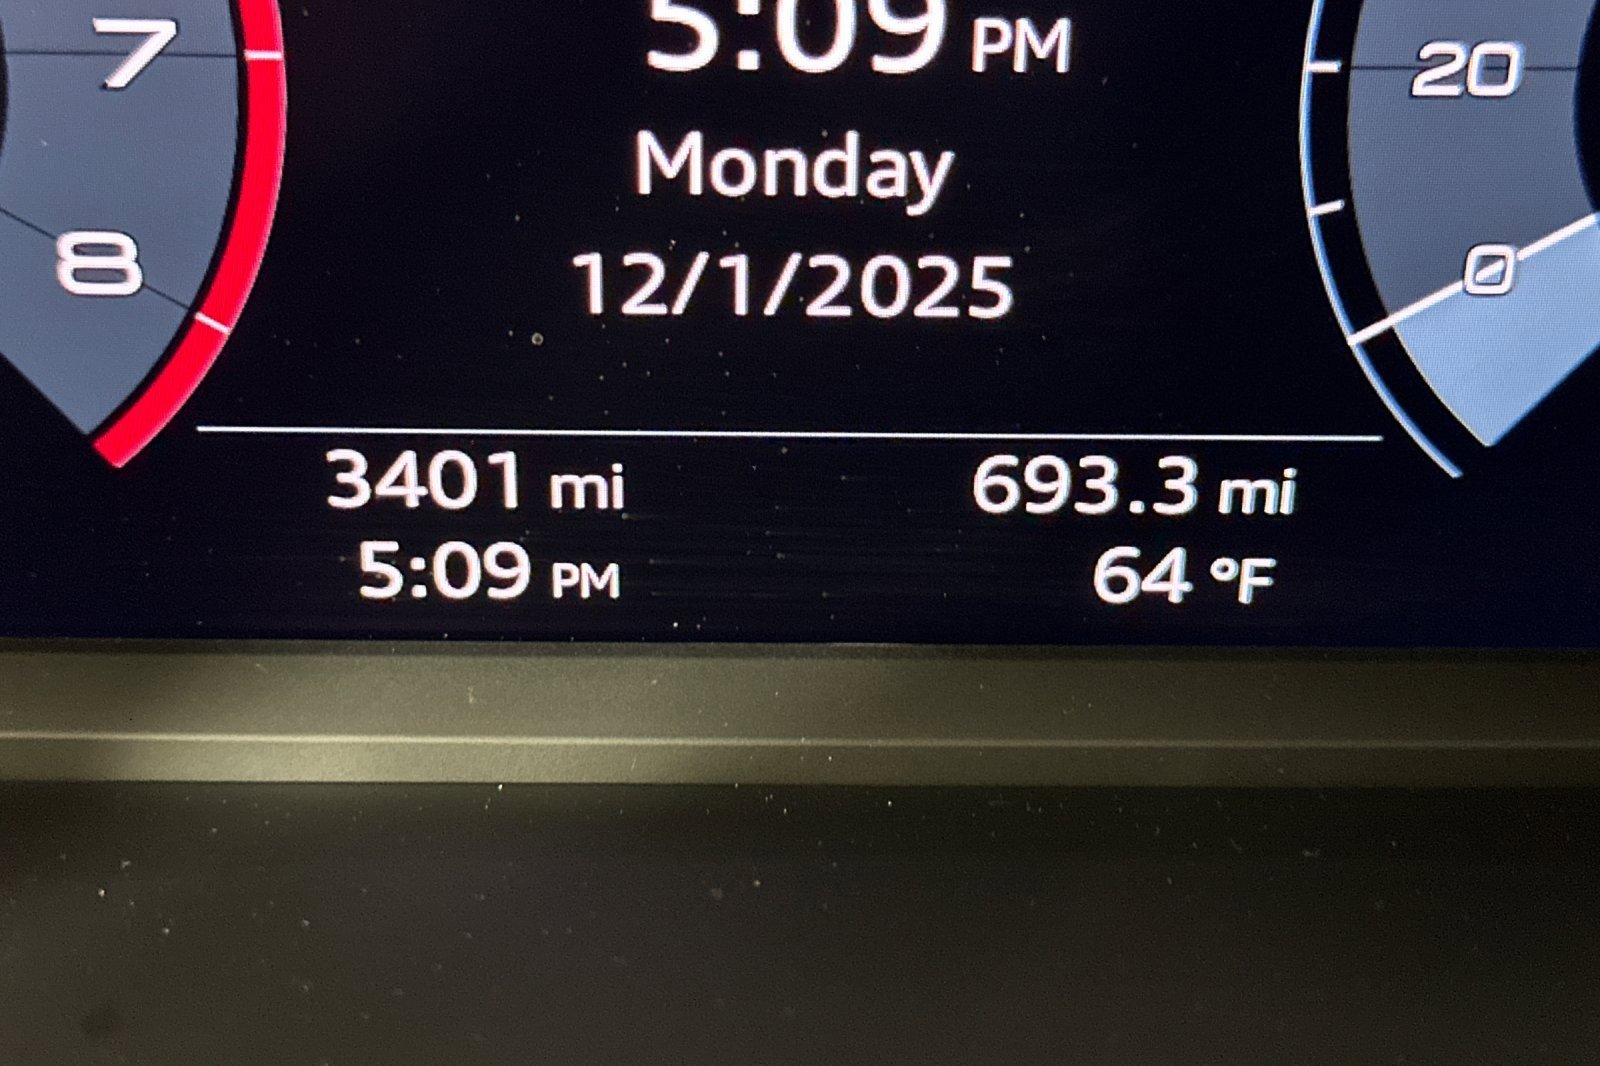 5:09 PM
7
20
Monday
8
0
12/1/2025
3401 mi
693.3 mi
5:09 PM
64 °F